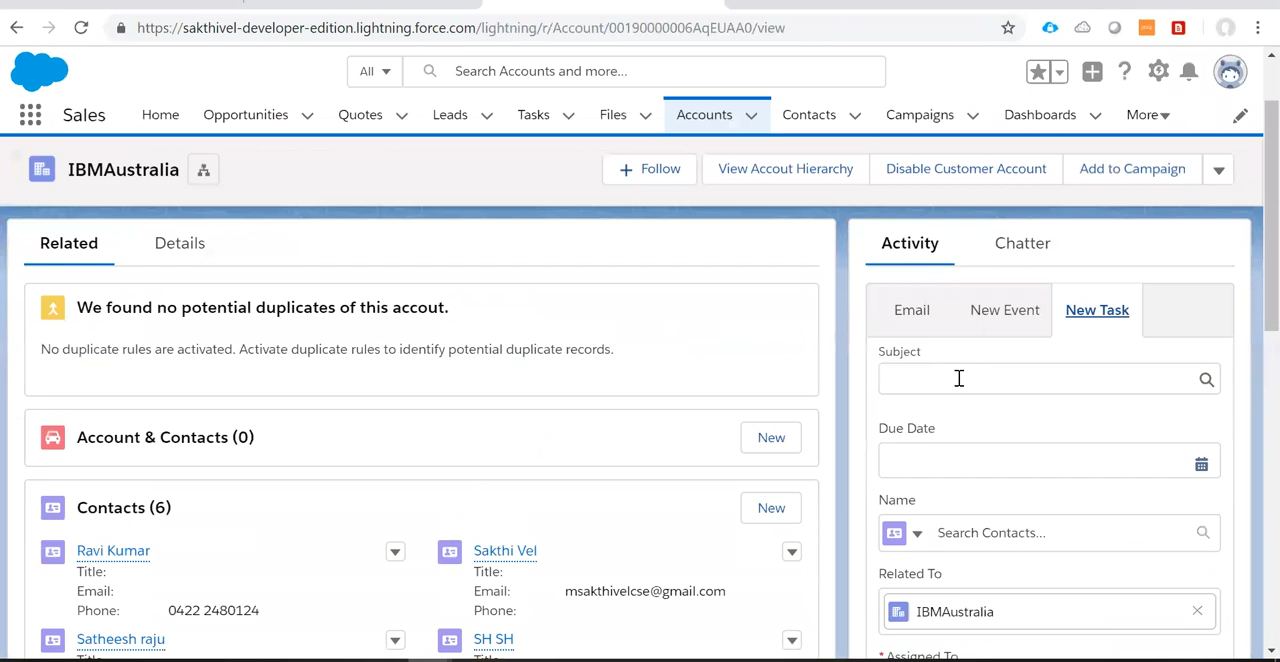 https://sakthivel-developer-edition.lightning.force.com/lightning/r/Account/00190000006AqEUAA0/view
All Search Accounts and more...
Sales Home Opportunities Quotes Leads Tasks Files Accounts Contacts Campaigns Dashboards More
IBMAustralia + Follow View Accout Hierarchy Disable Customer Account Add to Campaign
Related Details
We found no potential duplicates of this accout.
No duplicate rules are activated. Activate duplicate rules to identify potential duplicate records.
Account & Contacts (0) New
Contacts (6) New
Ravi Kumar
Title:
Email:
Phone: 0422 2480124
Sakthi Vel
Title:
Email: msakthivelcse@gmail.com
Phone:
Satheesh raju
SH SH
Activity Chatter
Email New Event New Task
Subject
Due Date
Name
Search Contacts...
Related To
IBMAustralia
* Assigned To